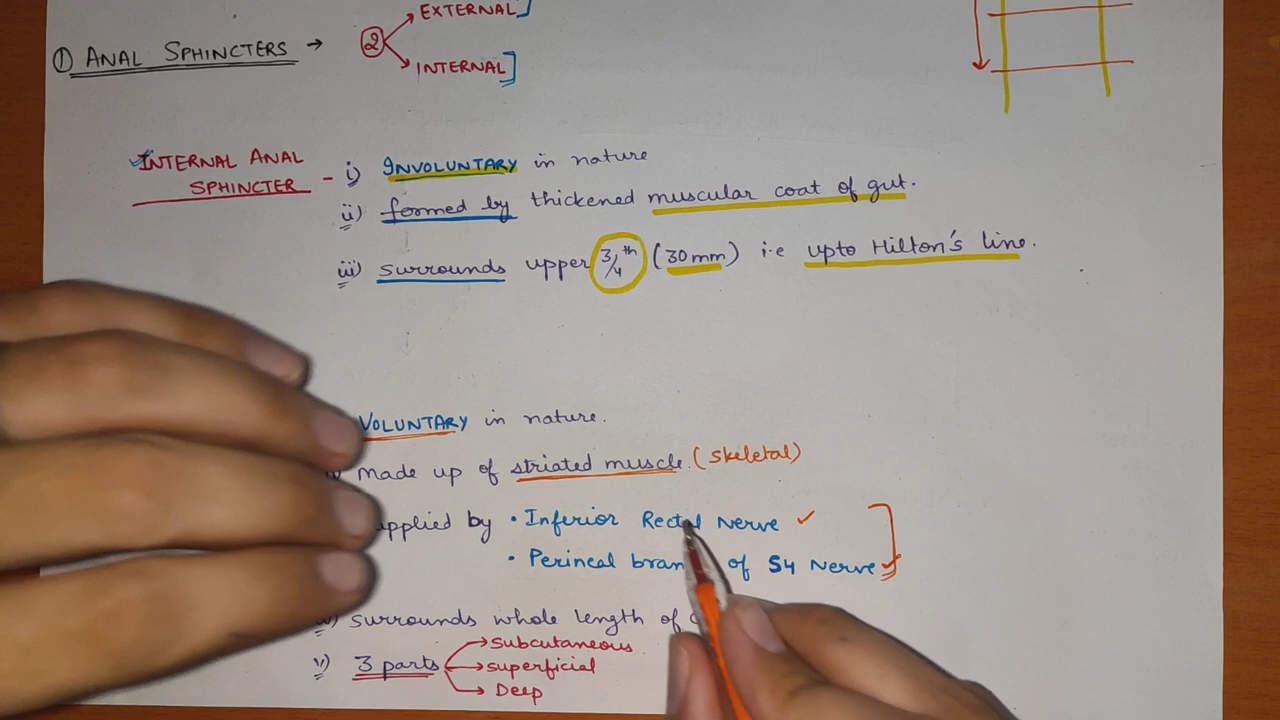 EXTERNAL
① ANAL SPHINCTERS → ②
INTERNAL
INTERNAL ANAL SPHINCTER - i) INVOLUNTARY in nature
ii) formed by thickened muscular coat of gut.
iii) surrounds upper 3/4th (30mm) i.e upto Hilton's line.
VOLUNTARY in nature.
made up of striated muscle. (skeletal)
supplied by • Inferior Rectal Nerve ✓
• Perineal branch of S4 Nerve
surrounds whole length of
v) 3 parts
Subcutaneous
superficial
Deep